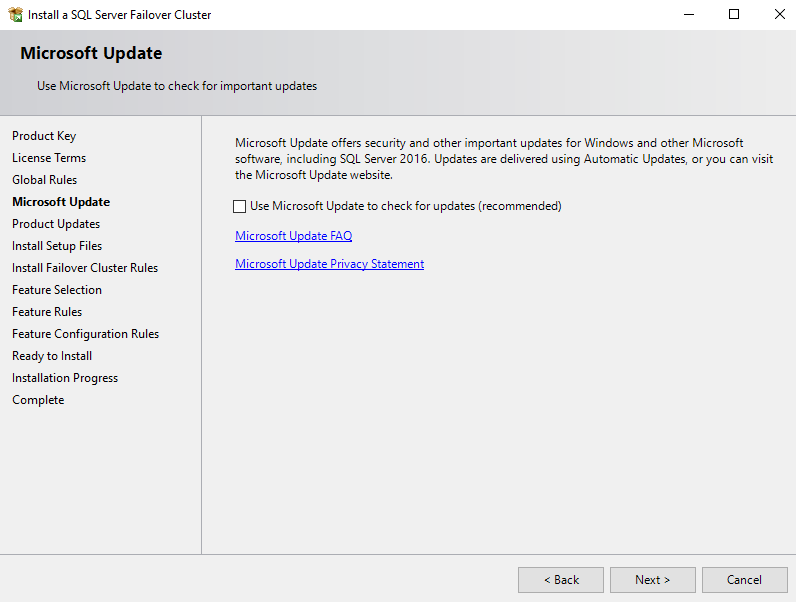 Install a SQL Server Failover Cluster
Microsoft Update
Use Microsoft Update to check for important updates
Product Key
License Terms
Global Rules
Microsoft Update
Product Updates
Install Setup Files
Install Failover Cluster Rules
Feature Selection
Feature Rules
Feature Configuration Rules
Ready to Install
Installation Progress
Complete
Microsoft Update offers security and other important updates for Windows and other Microsoft
software, including SQL Server 2016. Updates are delivered using Automatic Updates, or you can visit
the Microsoft Update website.
Use Microsoft Update to check for updates (recommended)
Microsoft Update FAQ
Microsoft Update Privacy Statement
< Back
Next >
Cancel